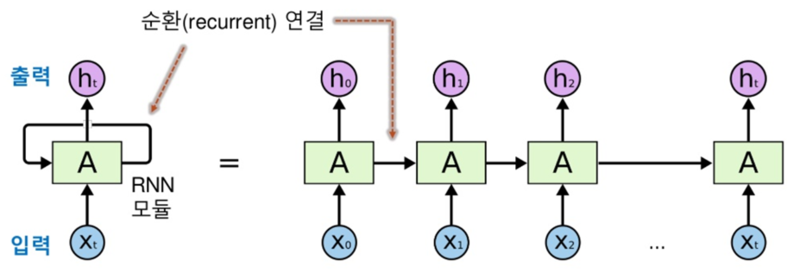 순환(recurrent) 연결
출력 hₜ h₀ h₁ h₂ hₜ
A = A A A A
RNN
모듈
입력 xₜ x₀ x₁ x₂ ... xₜ